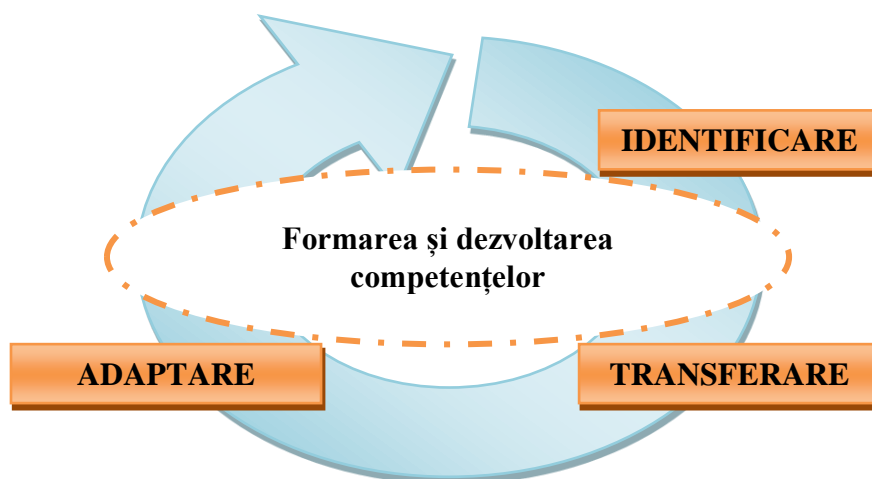 IDENTIFICARE
Formarea și dezvoltarea
competențelor
ADAPTARE
TRANSFERARE